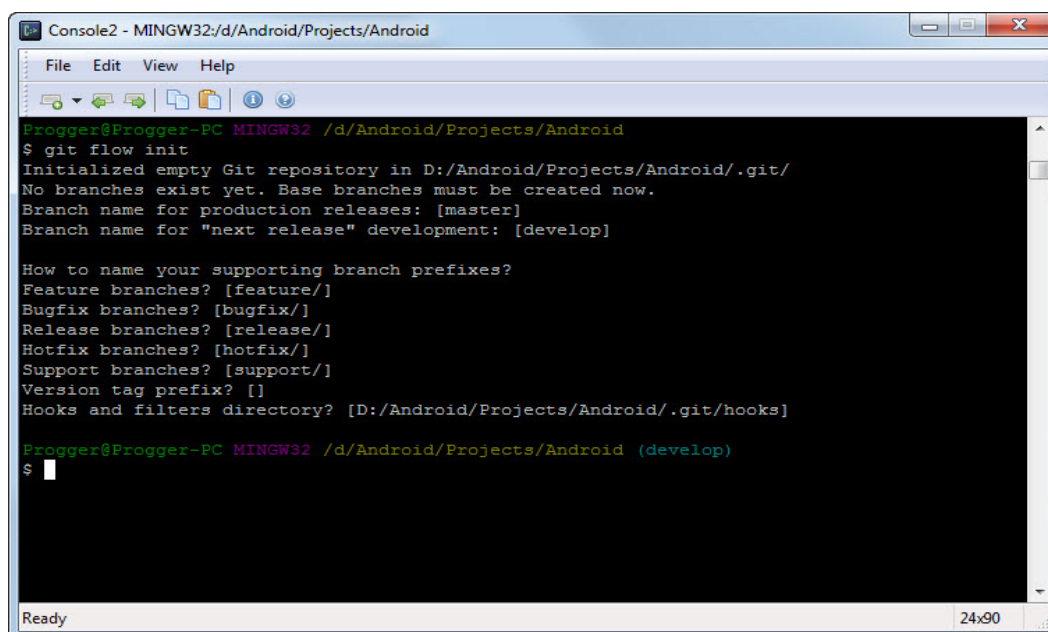 Console2 - MINGW32:/d/Android/Projects/Android
File Edit View Help
Progger@Progger-PC MINGW32 /d/Android/Projects/Android
$ git flow init
Initialized empty Git repository in D:/Android/Projects/Android/.git/
No branches exist yet. Base branches must be created now.
Branch name for production releases: [master]
Branch name for "next release" development: [develop]
How to name your supporting branch prefixes?
Feature branches? [feature/]
Bugfix branches? [bugfix/]
Release branches? [release/]
Hotfix branches? [hotfix/]
Support branches? [support/]
Version tag prefix? []
Hooks and filters directory? [D:/Android/Projects/Android/.git/hooks]
Progger@Progger-PC MINGW32 /d/Android/Projects/Android (develop)
$
Ready 24x90